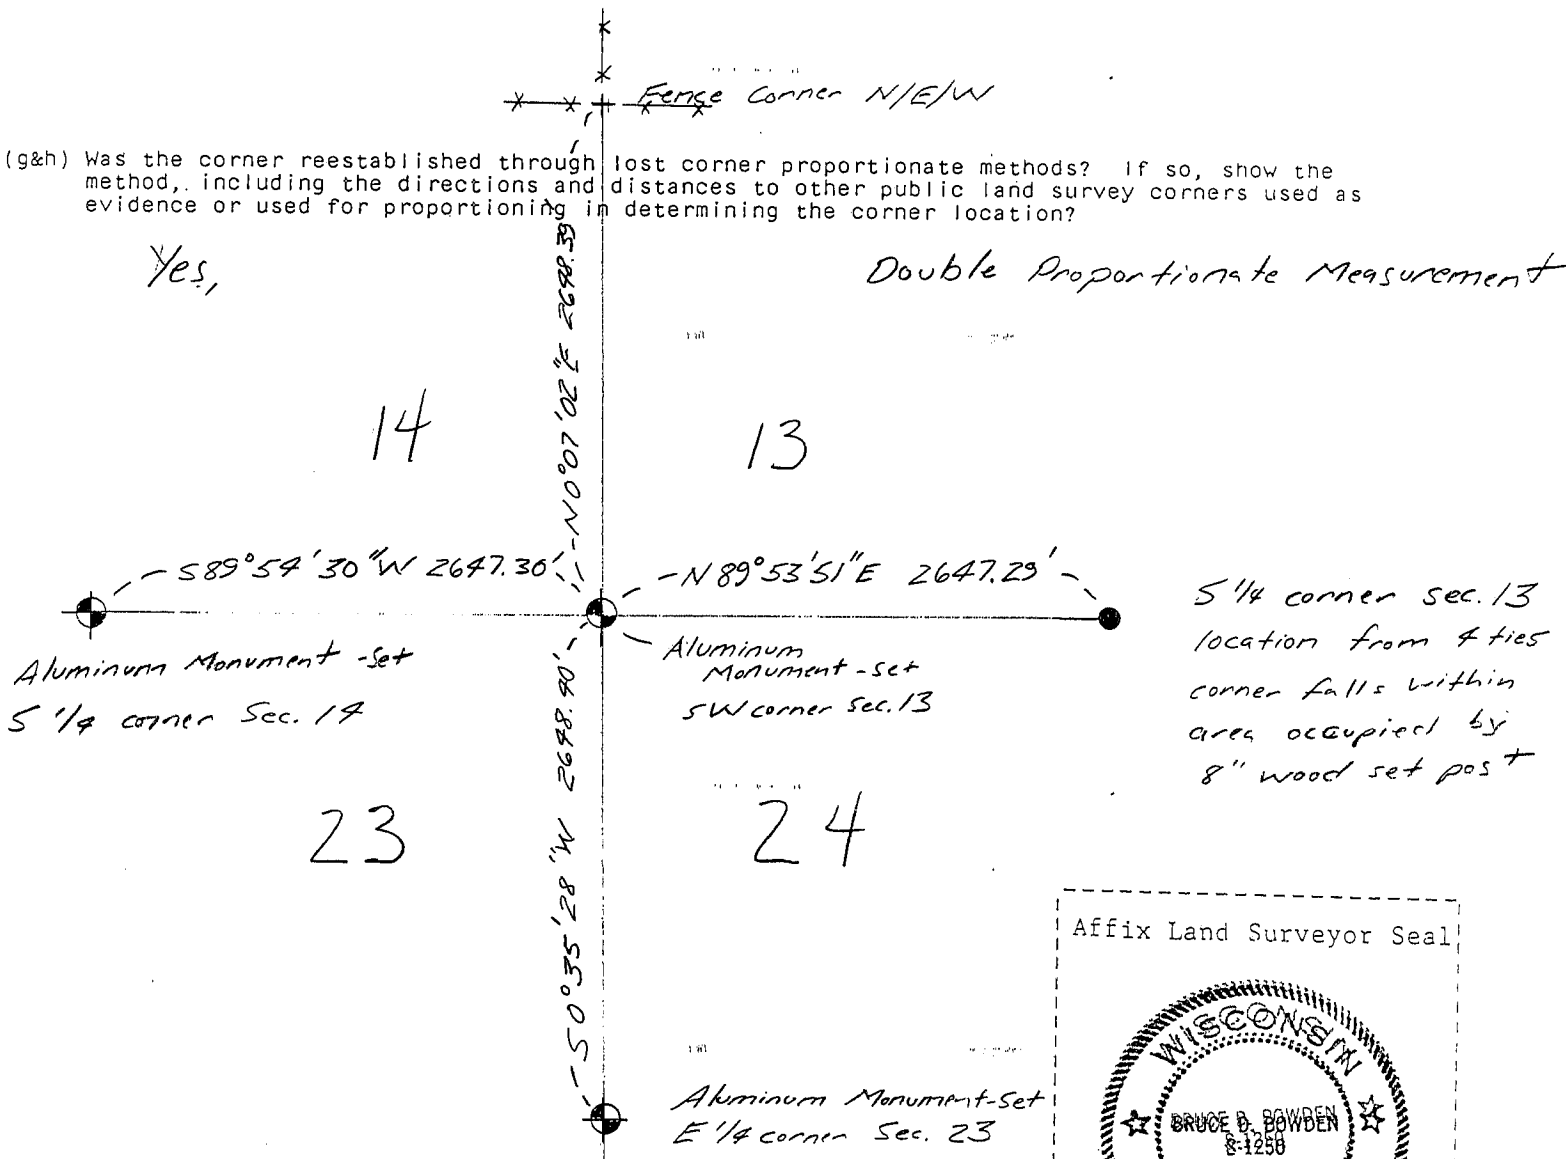 Fence Corner N/E/W
(g&h) Was the corner reestablished through lost corner proportionate methods? If so, show the
method, including the directions and distances to other public land survey corners used as
evidence or used for proportioning in determining the corner location?
Yes,
Double Proportionate Measurement
N0°07'02"E 2648.39'
14
13
S89°54'30"W 2647.30'
N89°53'51"E 2647.29'
Aluminum Monument-Set
S 1/4 corner Sec. 14
Aluminum
Monument-Set
SW corner Sec. 13
S 1/4 corner sec. 13
location from 4 ties
corner falls within
area occupied by
8" wood set post
S0°35'28"W 2648.40'
23
24
Aluminum Monument-Set
E 1/4 corner Sec. 23
Affix Land Surveyor Seal
WISCONSIN
BRUCE D. BOWDEN
S-1250